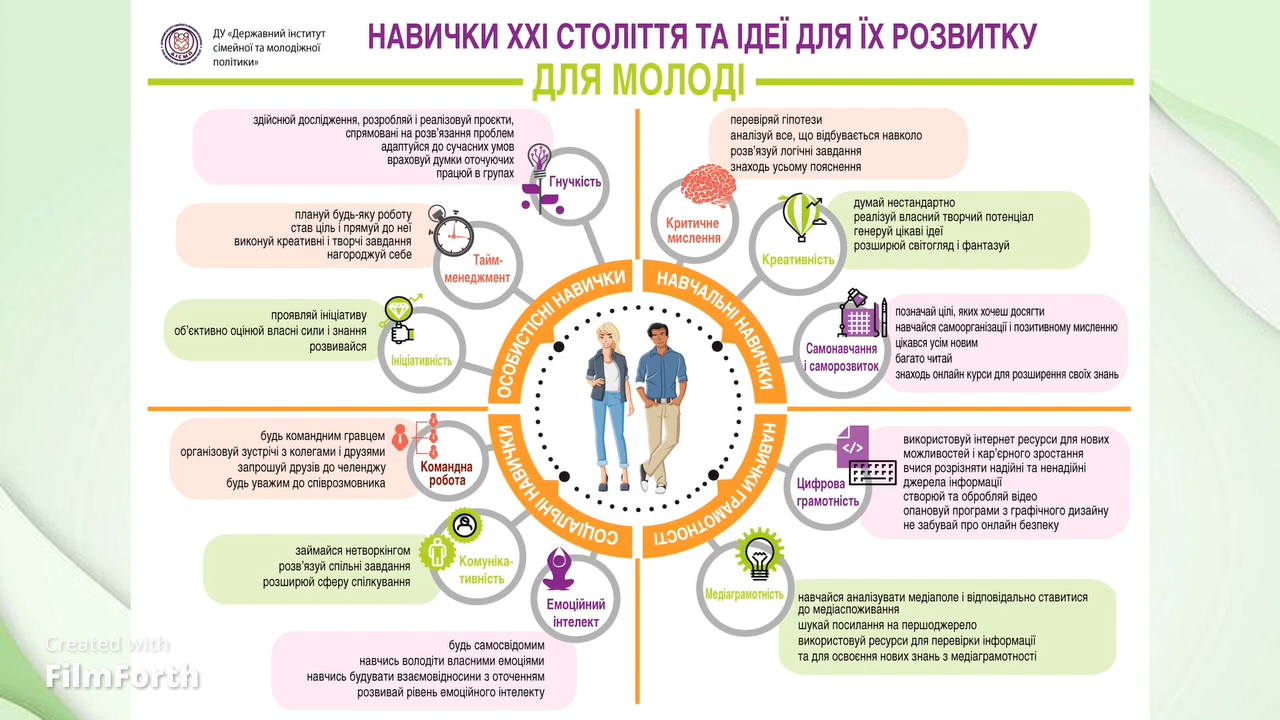 ДУ «Державний інститут
сімейної та молодіжної
політики»
НАВИЧКИ ХХІ СТОЛІТТЯ ТА ІДЕЇ ДЛЯ ЇХ РОЗВИТКУ
ДЛЯ МОЛОДІ
здійснюй дослідження, розробляй і реалізовуй проєкти,
спрямовані на розв’язання проблем
адаптуйся до сучасних умов
враховуй думки оточуючих
працюй в групах
Гнучкість
плануй будь-яку роботу
став ціль і прямуй до неї
виконуй креативні і творчі завдання
нагороджуй себе
Тайм-
менеджмент
проявляй ініціативу
об’єктивно оцінюй власні сили і знання
розвивайся
Ініціативність
ОСОБИСТІСНІ НАВИЧКИ
перевіряй гіпотези
аналізуй все, що відбувається навколо
розв’язуй логічні завдання
знаходь усьому пояснення
Критичне
мислення
думай нестандартно
реалізуй власний творчий потенціал
генеруй цікаві ідеї
розширюй світогляд і фантазуй
Креативність
позначай цілі, яких хочеш досягти
навчайся самоорганізації і позитивному мисленню
цікався усім новим
багато читай
знаходь онлайн курси для розширення своїх знань
Самонавчання
і саморозвиток
НАВЧАЛЬНІ НАВИЧКИ
будь командним гравцем
організовуй зустрічі з колегами і друзями
запрошуй друзів до челенджу
будь уважим до співрозмовника
Командна
робота
займайся нетворкінгом
розв’язуй спільні завдання
розширюй сферу спілкування
Комуніка-
тивність
Емоційний
інтелект
будь самосвідомим
навчись володіти власними емоціями
навчись будувати взаємовідносини з оточенням
розвивай рівень емоційного інтелекту
СОЦІАЛЬНІ НАВИЧКИ
використовуй інтернет ресурси для нових
можливостей і кар’єрного зростання
вчися розрізняти надійні та ненадійні
джерела інформації
створюй та обробляй відео
опановуй програми з графічного дизайну
не забувай про онлайн безпеку
Цифрова
грамотність
Медіаграмотність
навчайся аналізувати медіаполе і відповідально ставитися
до медіаспоживання
шукай посилання на першоджерело
використовуй ресурси для перевірки інформації
та для освоєння нових знань з медіаграмотності
НАВИЧКИ ГРАМОТНОСТІ
Created with
FilmForth